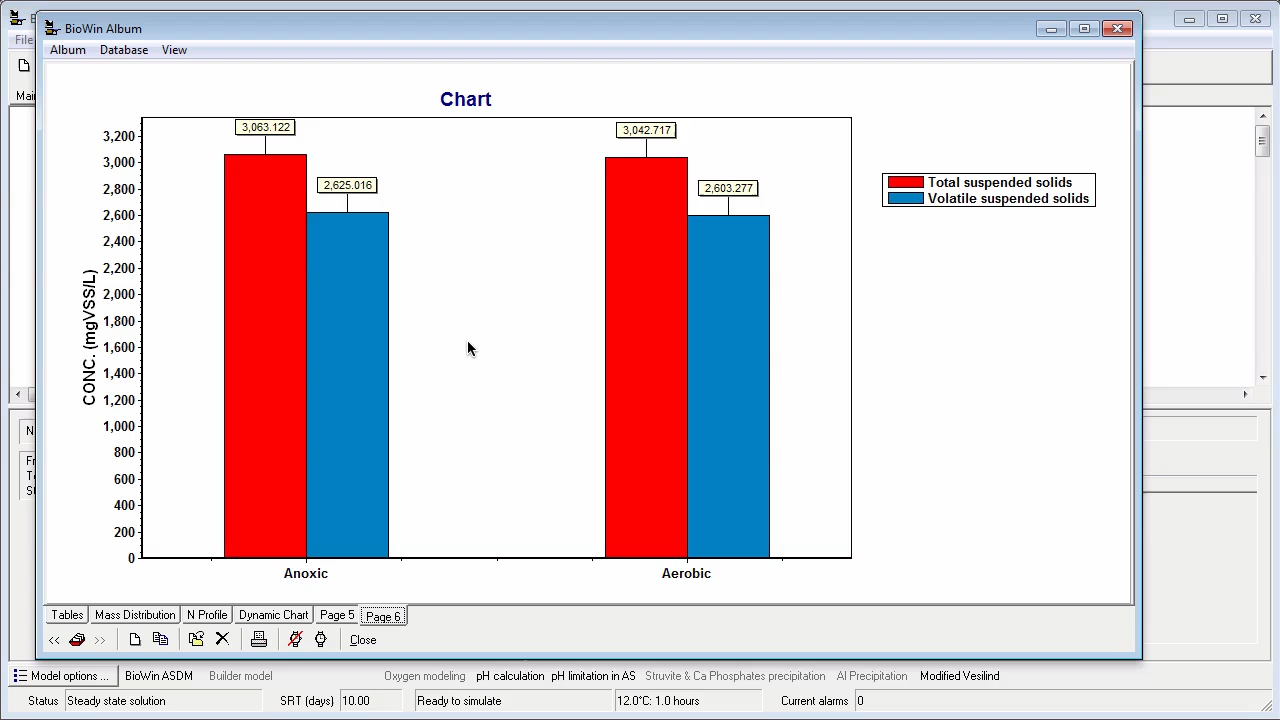 BioWin Album
File
Album Database View
Mai
Chart
CONC. (mgVSS/L)
3,200
3,000
2,800
2,600
2,400
2,200
2,000
1,800
1,600
1,400
1,200
1,000
800
600
400
200
0
3,063.122
2,625.016
3,042.717
2,603.277
Anoxic Aerobic
Total suspended solids
Volatile suspended solids
N
Tables Mass Distribution N Profile Dynamic Chart Page 5 Page 6
<< >> Close
Model options ... BioWin ASDM Builder model Oxygen modeling pH calculation pH limitation in AS Struvite & Ca Phosphates precipitation Al Precipitation Modified Vesilind
Status Steady state solution SRT (days) 10.00 Ready to simulate 12.0°C: 1.0 hours Current alarms 0